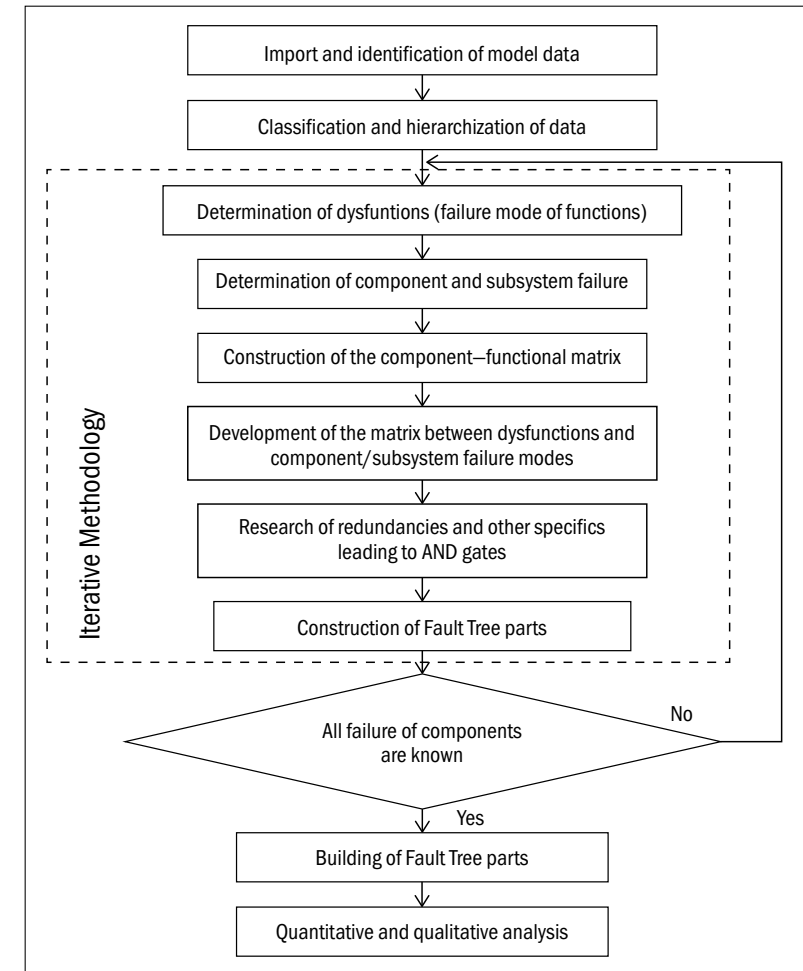 Import and identification of model data
Classification and hierarchization of data
Determination of dysfuntions (failure mode of functions)
Determination of component and subsystem failure
Construction of the component–functional matrix
Development of the matrix between dysfunctions and
component/subsystem failure modes
Research of redundancies and other specifics
leading to AND gates
Construction of Fault Tree parts
Iterative Methodology
All failure of components
are known
No
Yes
Building of Fault Tree parts
Quantitative and qualitative analysis